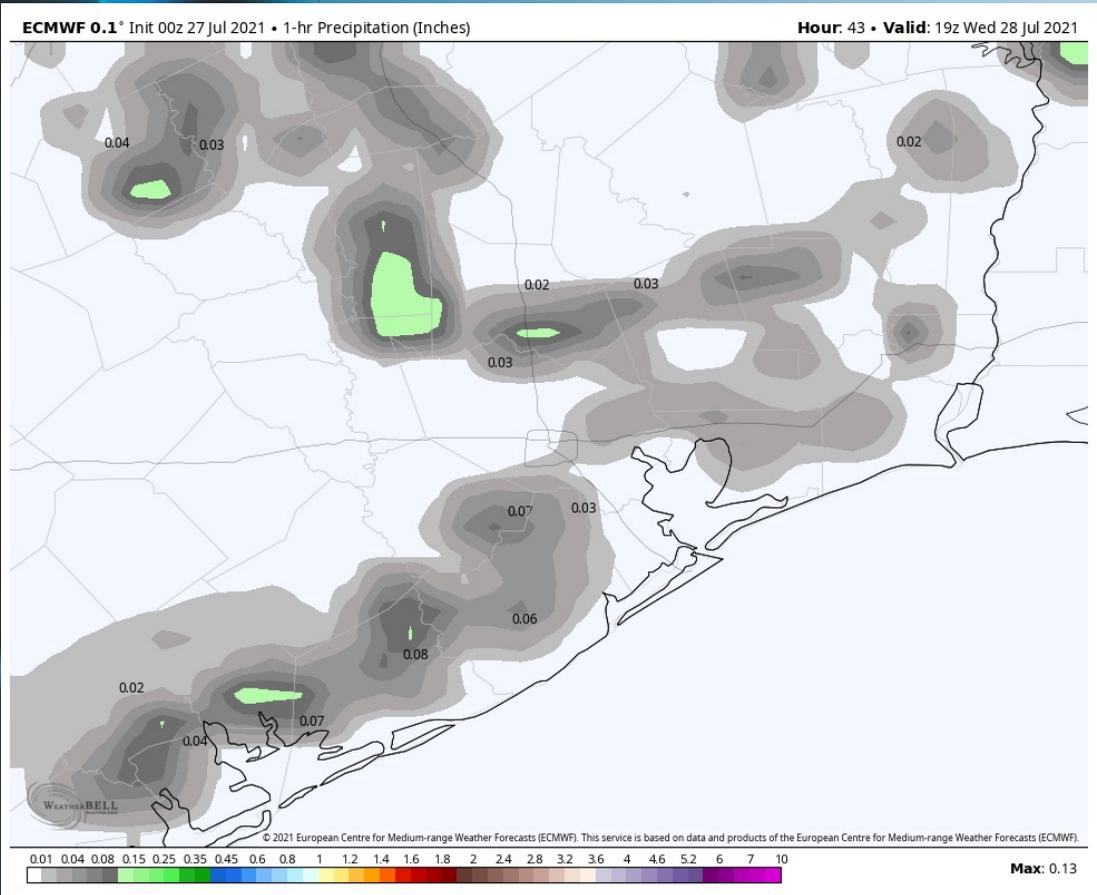 ECMWF 0.1° Init 00z 27 Jul 2021 • 1-hr Precipitation (Inches)
Hour: 43 • Valid: 19z Wed 28 Jul 2021
0.04
0.03
0.02
0.02
0.03
0.03
0.07
0.03
0.06
0.08
0.02
0.07
0.04
WEATHERBELL
© 2021 European Centre for Medium-range Weather Forecasts (ECMWF). This service is based on data and products of the European Centre for Medium-range Weather Forecasts (ECMWF).
0.01 0.04 0.08 0.15 0.25 0.35 0.45 0.6 0.8 1 1.2 1.4 1.6 1.8 2 2.4 2.8 3.2 3.6 4 4.6 5.2 6 7 10
Max: 0.13